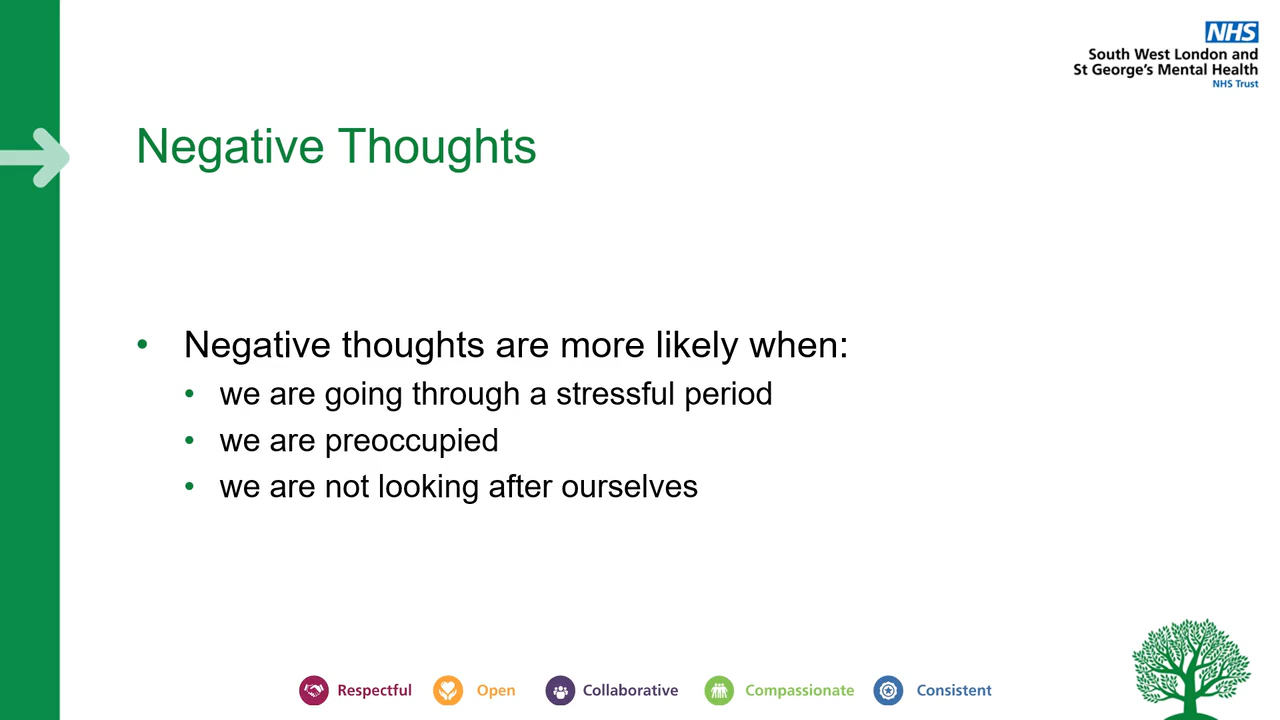 NHS
South West London and
St George's Mental Health
NHS Trust
Negative Thoughts
• Negative thoughts are more likely when:
• we are going through a stressful period
• we are preoccupied
• we are not looking after ourselves
Respectful Open Collaborative Compassionate Consistent